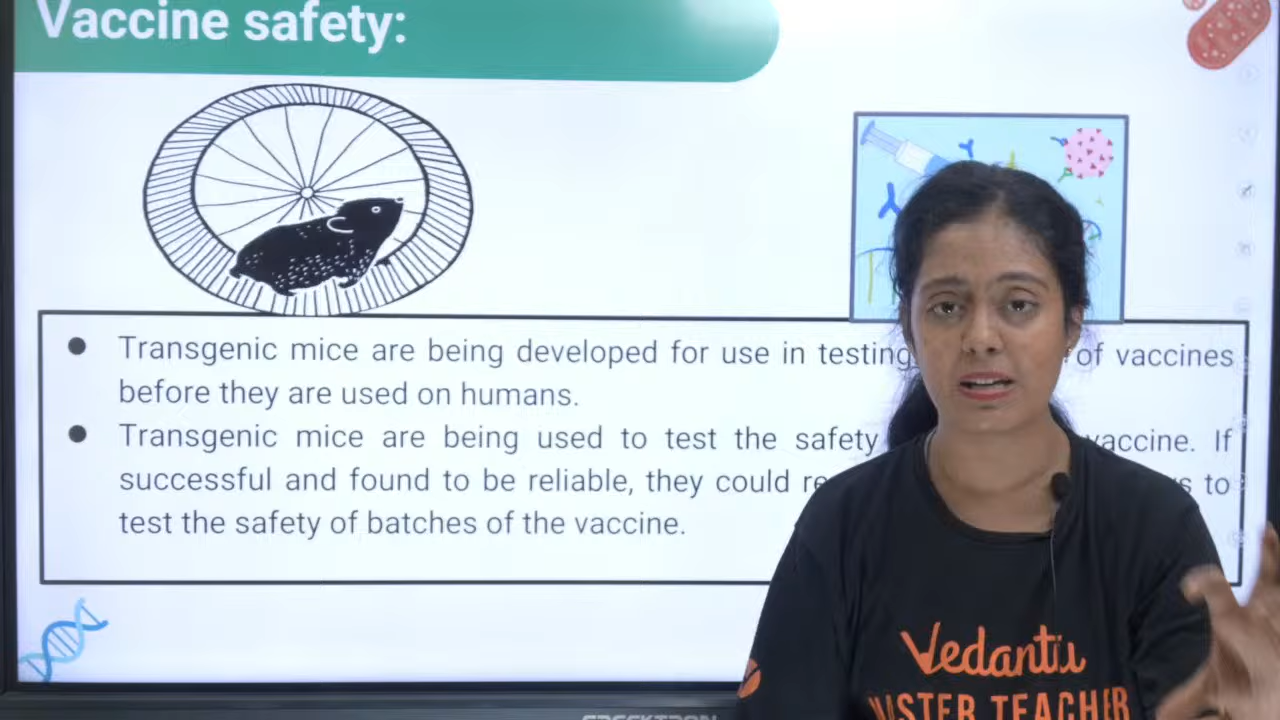 Vaccine safety:
Transgenic mice are being developed for use in testing of vaccines
before they are used on humans.
Transgenic mice are being used to test the safety vaccine. If
successful and found to be reliable, they could to
test the safety of batches of the vaccine.
Vedantu
MASTER TEACHER